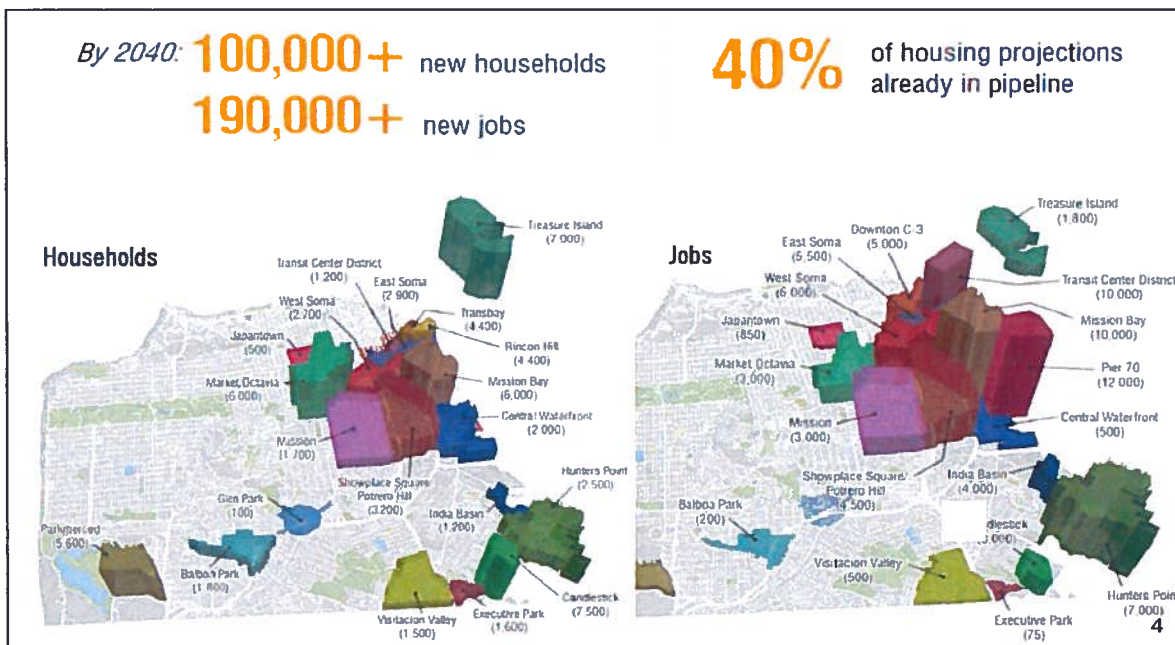 By 2040: 100,000+ new households
190,000+ new jobs
40% of housing projections
already in pipeline
Households
Treasure Island
(7 000)
Transit Center District
(1 200)
East Soma
(2 900)
West Soma
(2 700)
Transbay
(4 400)
Japantown
(500)
Rincon Hill
(4 400)
Market Octavia
(6 000)
Mission Bay
(6,000)
Central Waterfront
(2 000)
Mission
(1 700)
Showplace Square/
Potrero Hill
(3200)
Hunters Point
(2 500)
Glen Park
(100)
India Basin
(1 200)
Parkmerced
(5,600)
Balboa Park
(1 800)
Candlestick
(7 500)
Executive Park
(1,600)
Visitacion Valley
(1 500)
Jobs
Treasure Island
(1,800)
Downton C-3
(5,000)
East Soma
(5,500)
West Soma
(6 000)
Transit Center District
(10 000)
Japantown
(850)
Mission Bay
(10,000)
Market Octavia
(3,000)
Pier 70
(12 000)
Mission
(3 000)
Central Waterfront
(500)
Showplace Square/
Potrero Hill
(4 500)
India Basin
(4 000)
Balboa Park
(200)
dlestick
Visitacion Valley
(500)
Hunters Point
(7 000)
Executive Park
(75)
4